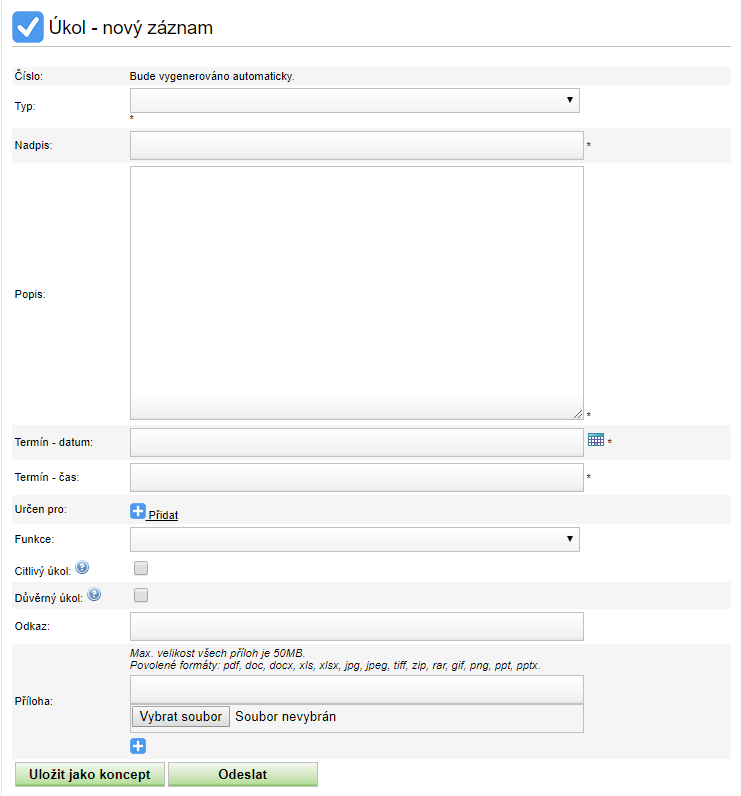 Úkol - nový záznam
Číslo: Bude vygenerováno automaticky.
Typ:
*
Nadpis: *
Popis: *
Termín - datum: *
Termín - čas: *
Určen pro: Přidat
Funkce:
Citlivý úkol:
Důvěrný úkol:
Odkaz:
Max. velikost všech příloh je 50MB.
Povolené formáty: pdf, doc, docx, xls, xlsx, jpg, jpeg, tiff, zip, rar, gif, png, ppt, pptx.
Příloha:
Vybrat soubor Soubor nevybrán
Uložit jako koncept Odeslat